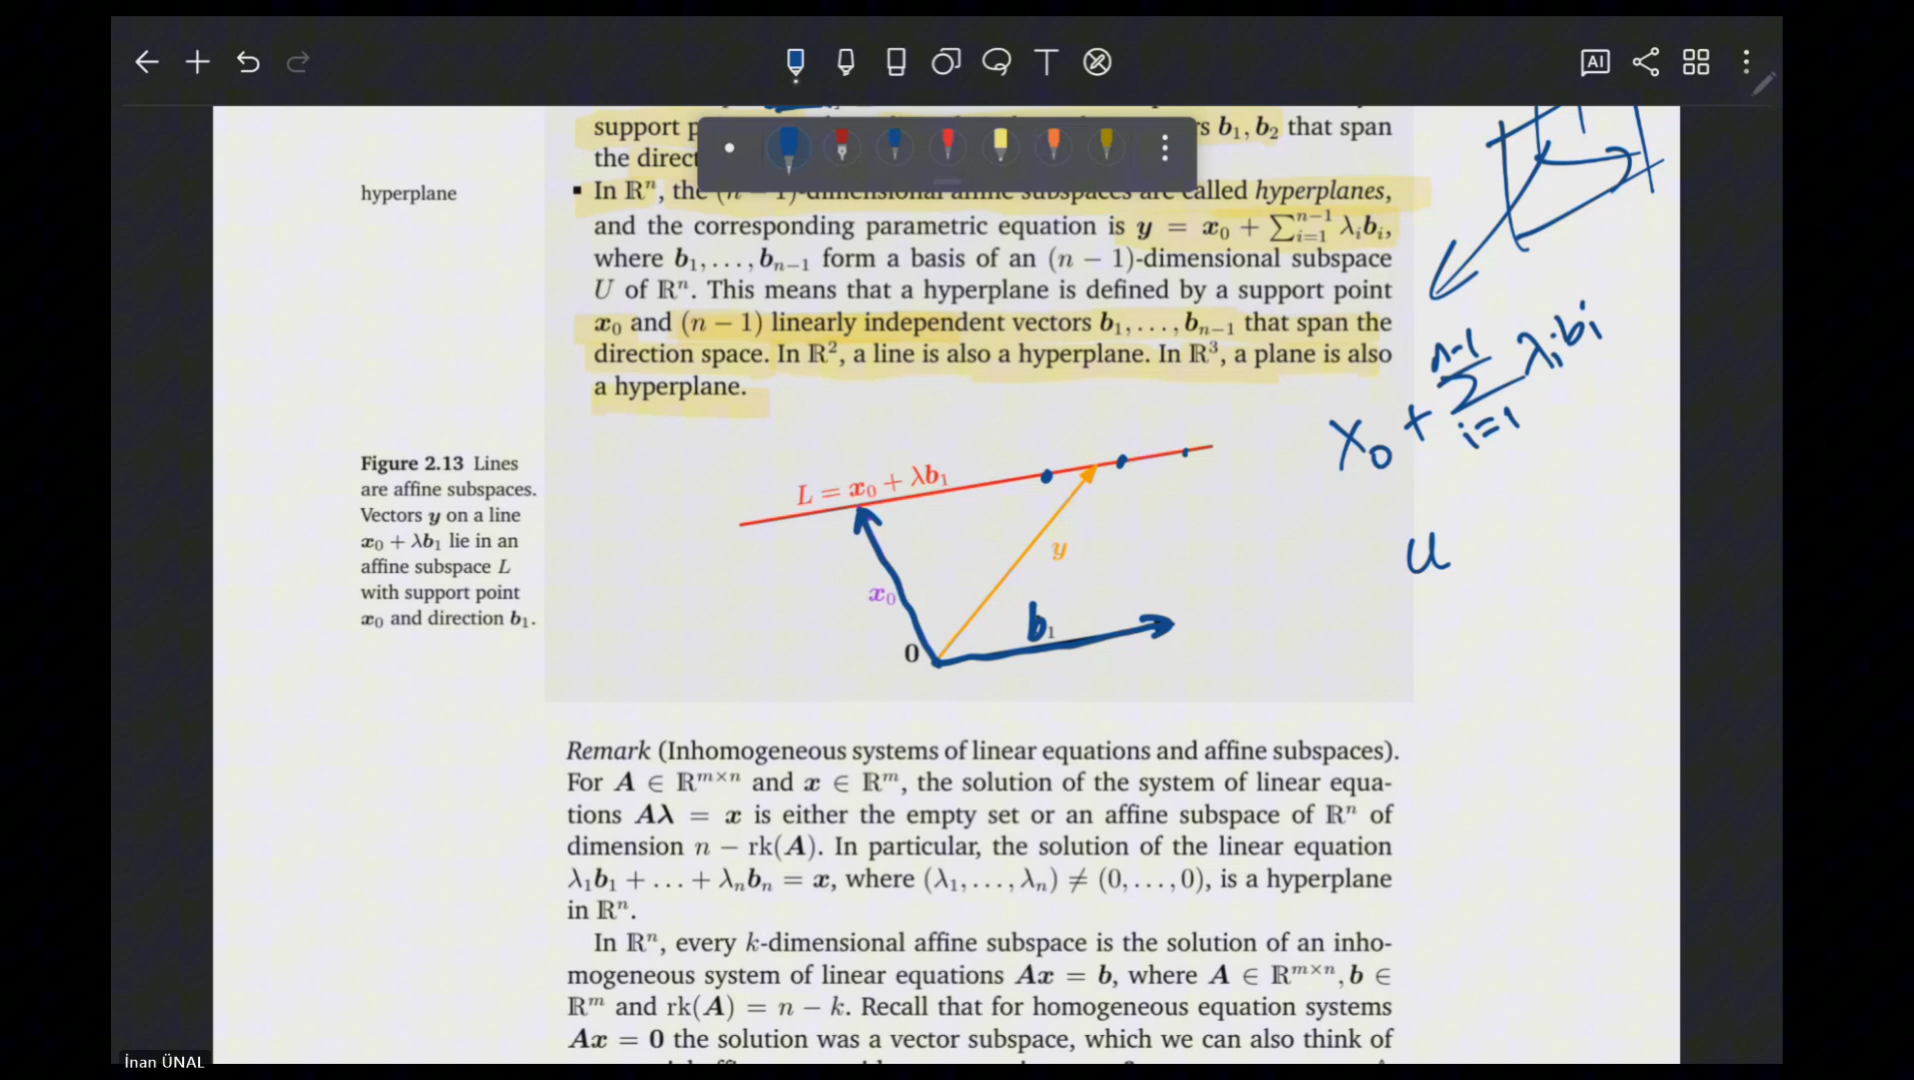 AI
support p s b₁, b₂ that span
the direct
hyperplane
▪ In ℝⁿ, the (n − 1)-dimensional affine subspaces are called hyperplanes,
and the corresponding parametric equation is y = x₀ + ∑ᵢ₌₁ⁿ⁻¹ λᵢbᵢ,
where b₁, . . . , bₙ₋₁ form a basis of an (n − 1)-dimensional subspace
U of ℝⁿ. This means that a hyperplane is defined by a support point
x₀ and (n − 1) linearly independent vectors b₁, . . . , bₙ₋₁ that span the
direction space. In ℝ², a line is also a hyperplane. In ℝ³, a plane is also
a hyperplane.
x₀ + ∑ᵢ₌₁ⁿ⁻¹ λᵢbᵢ
U
Figure 2.13 Lines
are affine subspaces.
Vectors y on a line
x₀ + λb₁ lie in an
affine subspace L
with support point
x₀ and direction b₁.
L = x₀ + λb₁
y
x₀
b₁
0
Remark (Inhomogeneous systems of linear equations and affine subspaces).
For A ∈ ℝᵐˣⁿ and x ∈ ℝᵐ, the solution of the system of linear equa-
tions Aλ = x is either the empty set or an affine subspace of ℝⁿ of
dimension n − rk(A). In particular, the solution of the linear equation
λ₁b₁ + . . . + λₙbₙ = x, where (λ₁, . . . , λₙ) ≠ (0, . . . , 0), is a hyperplane
in ℝⁿ.
In ℝⁿ, every k-dimensional affine subspace is the solution of an inho-
mogeneous system of linear equations Ax = b, where A ∈ ℝᵐˣⁿ, b ∈
ℝᵐ and rk(A) = n − k. Recall that for homogeneous equation systems
Ax = 0 the solution was a vector subspace, which we can also think of
İnan ÜNAL